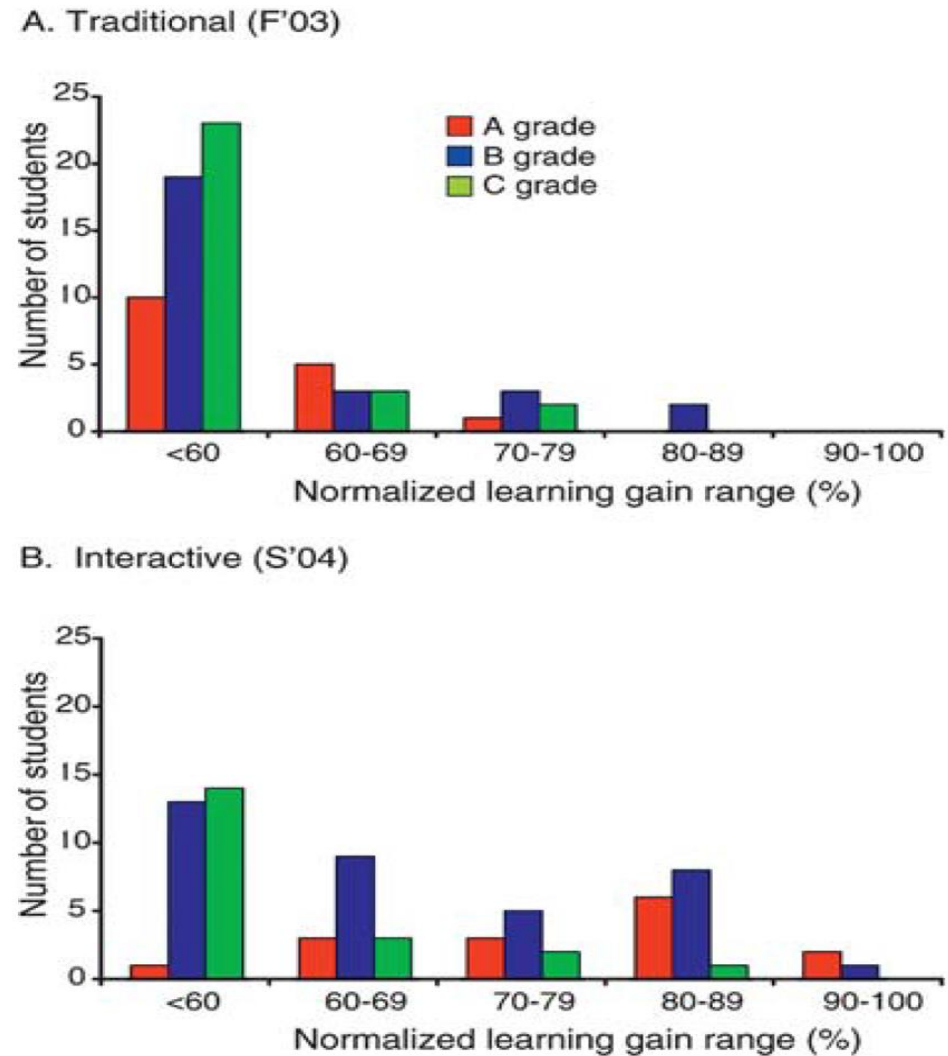 A. Traditional (F'03)
Number of students
25
20
15
10
5
0
A grade
B grade
C grade
<60 60-69 70-79 80-89 90-100
Normalized learning gain range (%)
B. Interactive (S'04)
Number of students
25
20
15
10
5
0
<60 60-69 70-79 80-89 90-100
Normalized learning gain range (%)